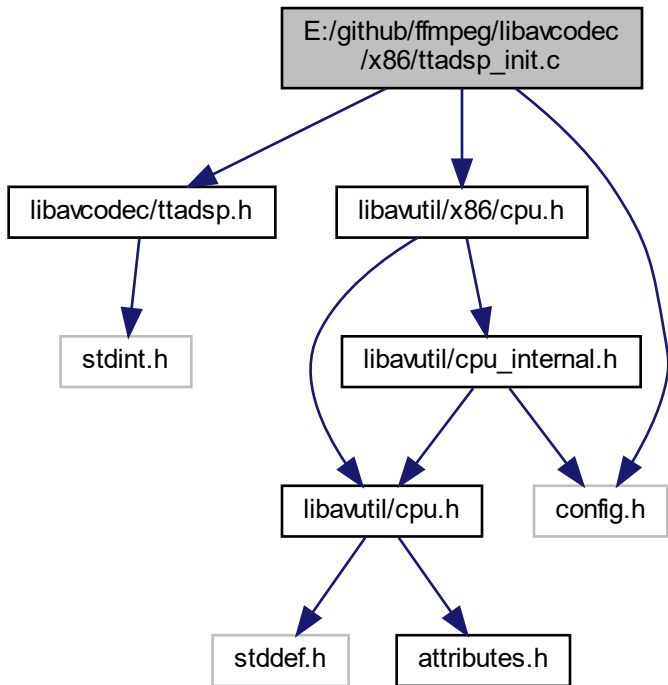 E:/github/ffmpeg/libavcodec
/x86/ttadsp_init.c
libavcodec/ttadsp.h
libavutil/x86/cpu.h
stdint.h
libavutil/cpu_internal.h
libavutil/cpu.h
config.h
stddef.h
attributes.h